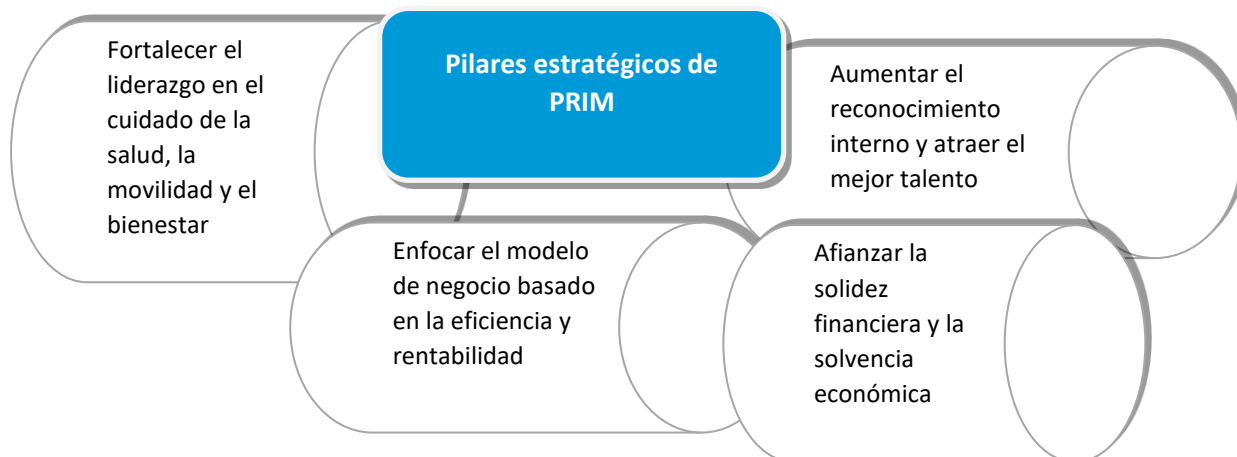 Pilares estratégicos de
PRIM
Fortalecer el
liderazgo en el
cuidado de la
salud, la
movilidad y el
bienestar
Aumentar el
reconocimiento
interno y atraer el
mejor talento
Enfocar el modelo
de negocio basado
en la eficiencia y
rentabilidad
Afianzar la
solidez
financiera y la
solvencia
económica